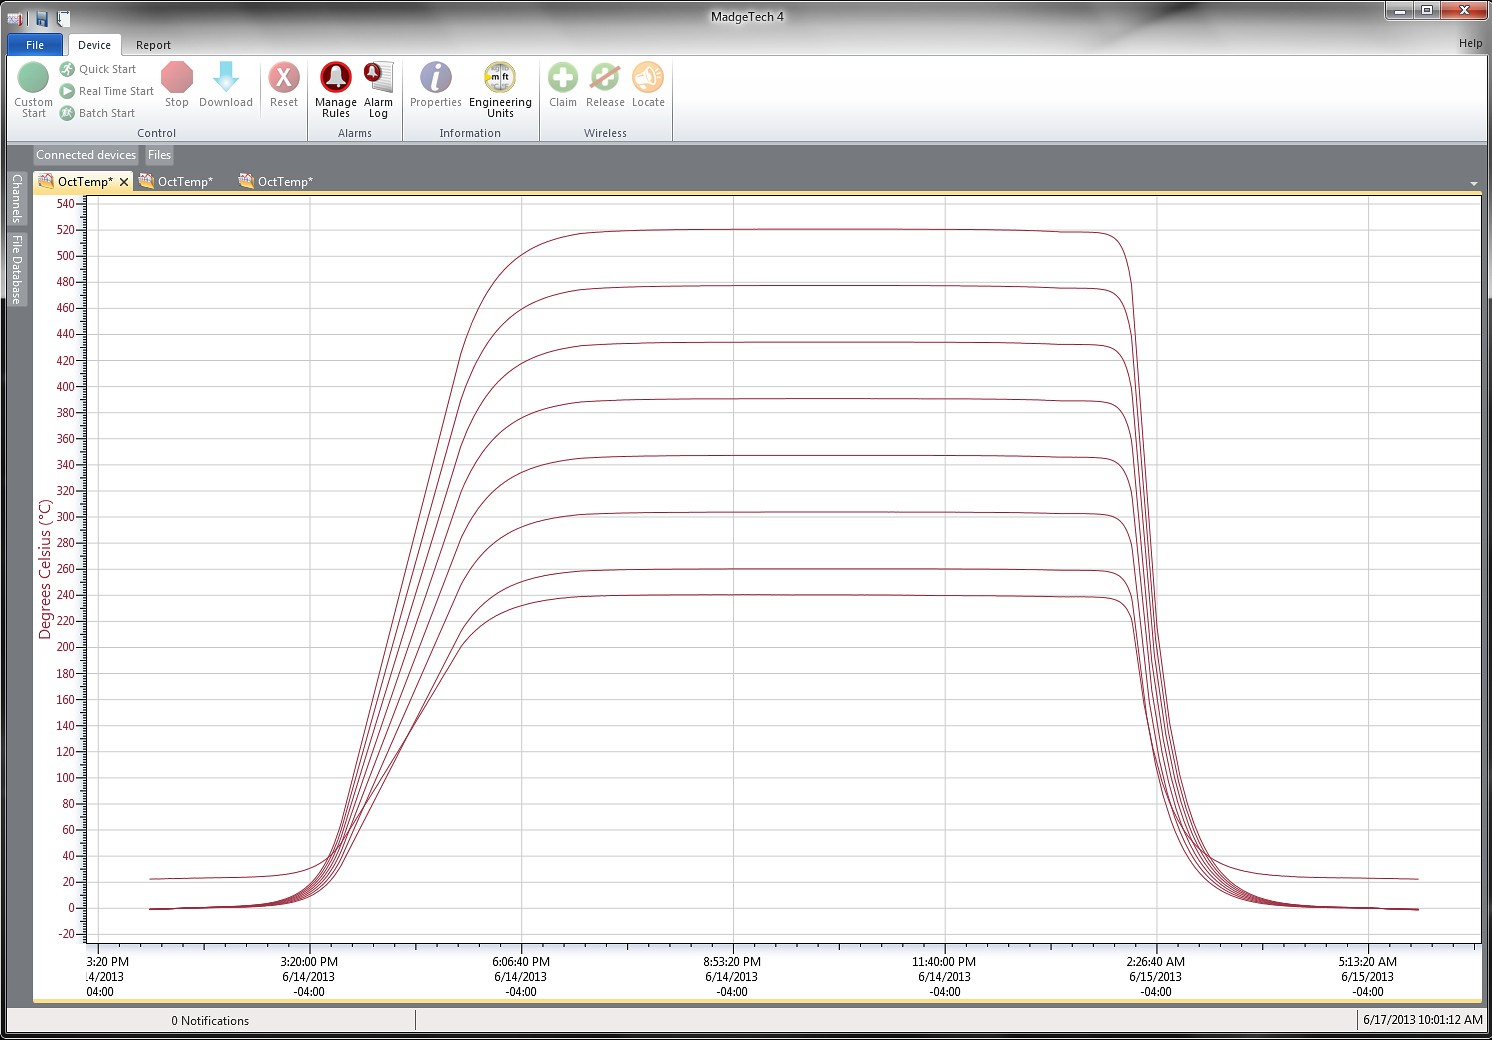 MadgeTech 4
File
Device
Report
Help
Custom
Start
Quick Start
Real Time Start
Batch Start
Stop
Download
Reset
Control
Manage
Rules
Alarm
Log
Alarms
Properties
Engineering
Units
Information
Claim
Release
Locate
Wireless
Connected devices
Files
Channels
File Database
OctTemp*
OctTemp*
OctTemp*
Degrees Celsius (°C)
540
520
500
480
460
440
420
400
380
360
340
320
300
280
260
240
220
200
180
160
140
120
100
80
60
40
20
0
-20
3:20 PM
4/2013
04:00
3:20:00 PM
6/14/2013
-04:00
6:06:40 PM
6/14/2013
-04:00
8:53:20 PM
6/14/2013
-04:00
11:40:00 PM
6/14/2013
-04:00
2:26:40 AM
6/15/2013
-04:00
5:13:20 AM
6/15/2013
-04:00
0 Notifications
6/17/2013 10:01:12 AM